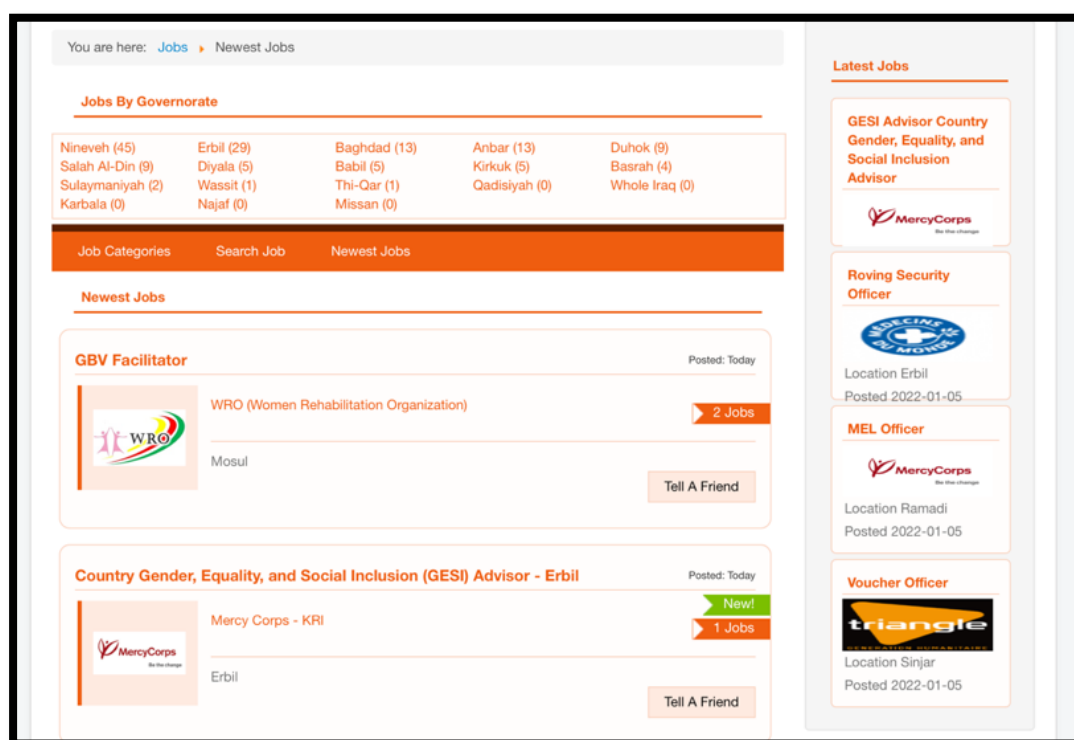 You are here: Jobs ▸ Newest Jobs
Jobs By Governorate
Nineveh (45) Erbil (29) Baghdad (13) Anbar (13) Duhok (9)
Salah Al-Din (9) Diyala (5) Babil (5) Kirkuk (5) Basrah (4)
Sulaymaniyah (2) Wassit (1) Thi-Qar (1) Qadisiyah (0) Whole Iraq (0)
Karbala (0) Najaf (0) Missan (0)
Job Categories Search Job Newest Jobs
Newest Jobs
GBV Facilitator Posted: Today
WRO
WRO (Women Rehabilitation Organization)
2 Jobs
Mosul
Tell A Friend
Country Gender, Equality, and Social Inclusion (GESI) Advisor - Erbil Posted: Today
New!
Mercy Corps - KRI
1 Jobs
MercyCorps
Be the change
Erbil
Tell A Friend
Latest Jobs
GESI Advisor Country
Gender, Equality, and
Social Inclusion
Advisor
MercyCorps
Be the change
Roving Security
Officer
MEDECINS
DU MONDE
Location Erbil
Posted 2022-01-05
MEL Officer
MercyCorps
Be the change
Location Ramadi
Posted 2022-01-05
Voucher Officer
triangle
GENERATION HUMANITAIRE
Location Sinjar
Posted 2022-01-05